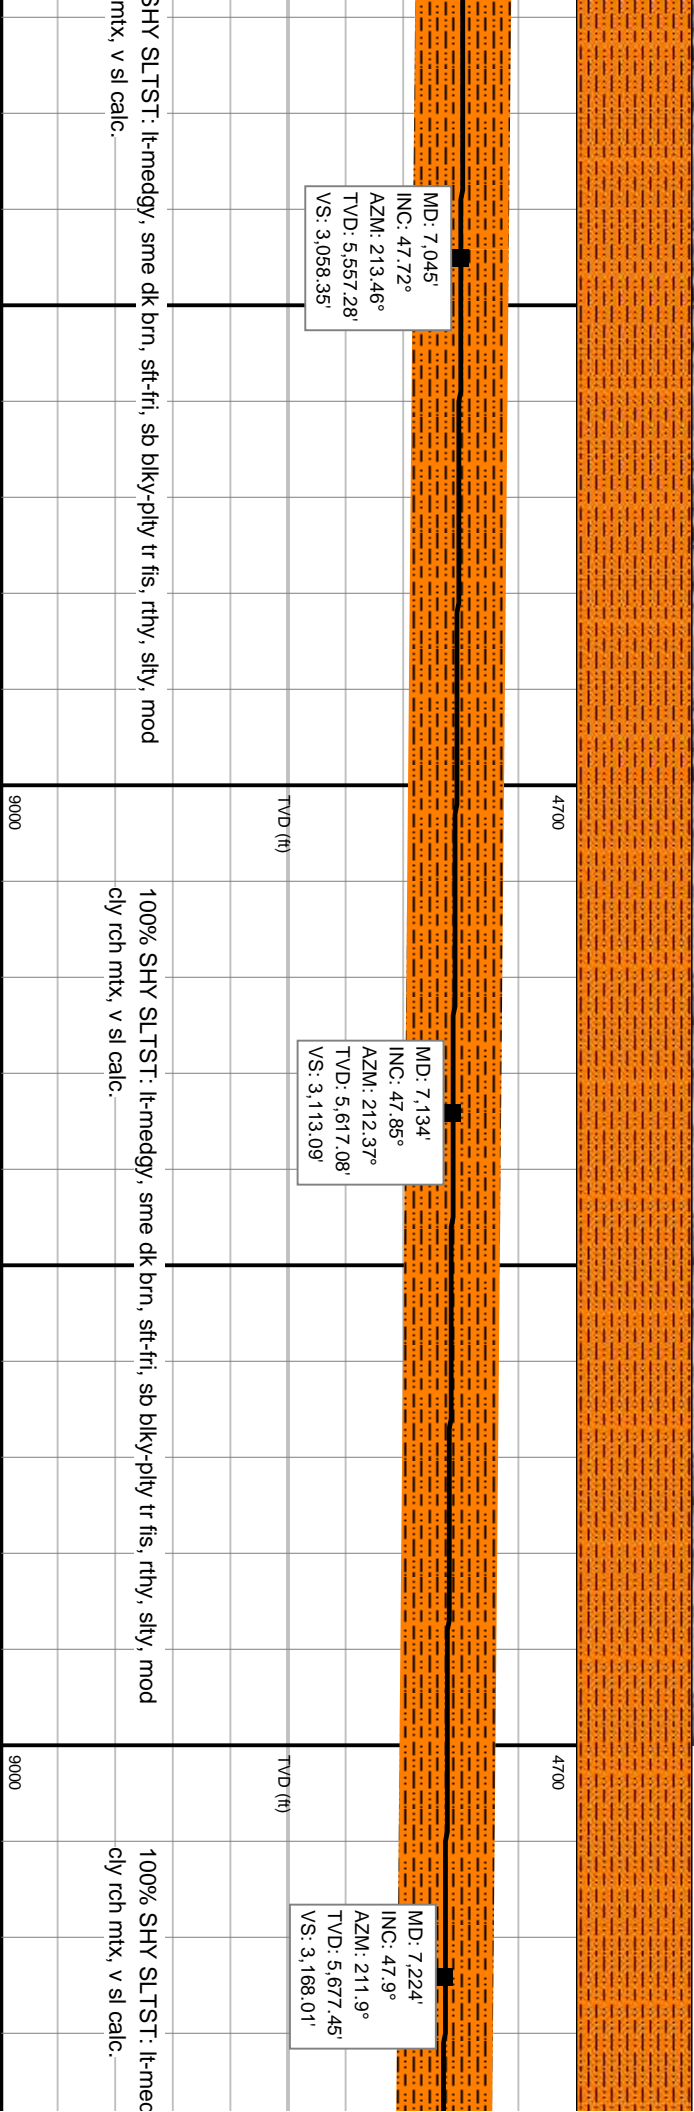 SHY SLTST: lt-medgy, sme dk brn, sft-fri, sb blky-plty tr fis, rthy, slty, mod
mtx, v sl calc.
MD: 7,045'
INC: 47.72°
AZM: 213.46°
TVD: 5,557.28'
VS: 3,058.35'
4700
TVD (ft)
9000
100% SHY SLTST: lt-medgy, sme dk brn, sft-fri, sb blky-plty tr fis, rthy, slty, mod
cly rch mtx, v sl calc.
MD: 7,134'
INC: 47.85°
AZM: 212.37°
TVD: 5,617.08'
VS: 3,113.09'
4700
TVD (ft)
9000
100% SHY SLTST: lt-med
cly rch mtx, v sl calc.
MD: 7,224'
INC: 47.9°
AZM: 211.9°
TVD: 5,677.45'
VS: 3,168.01'